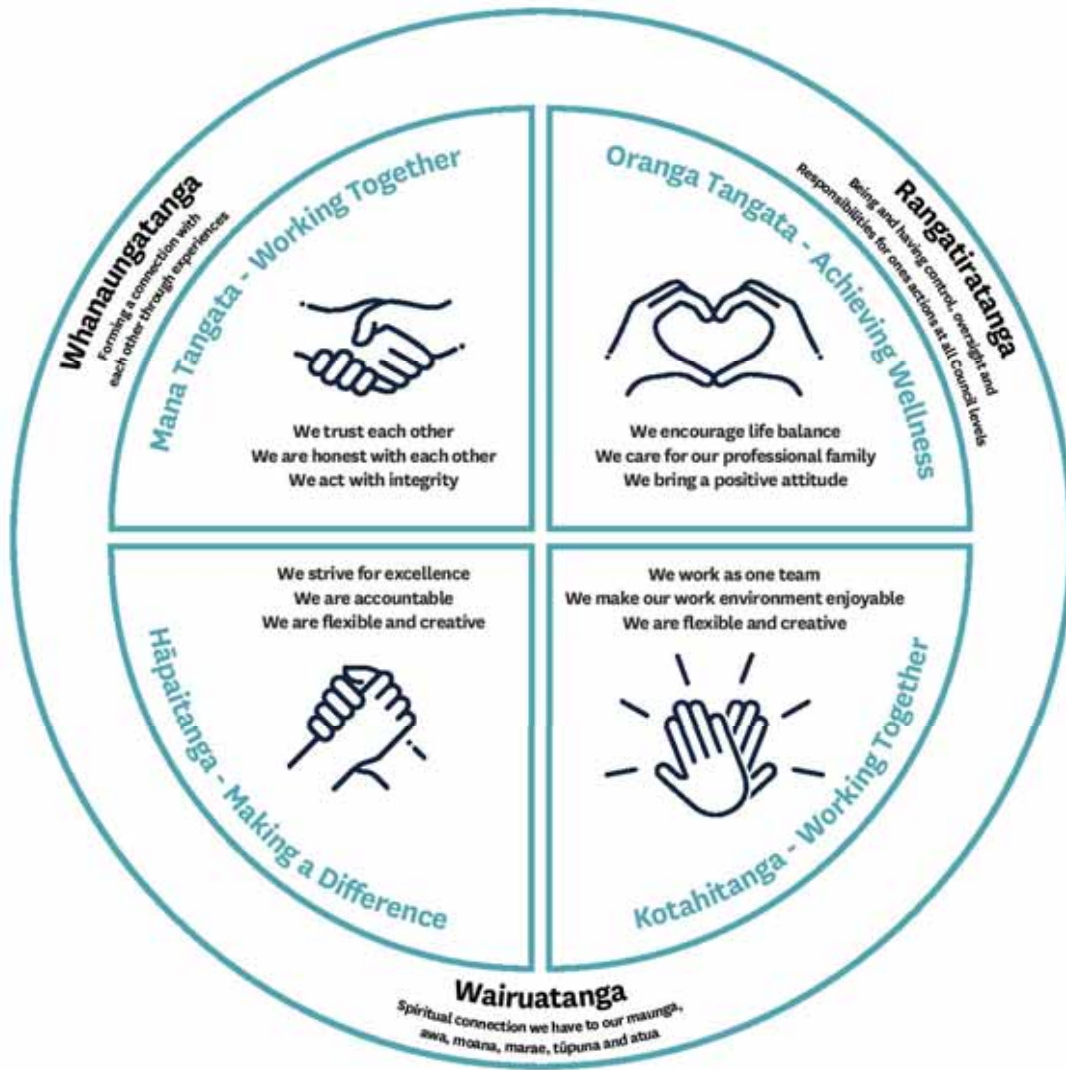 Whanaungatanga
Forming a connection with
each other through experiences
Rangatiratanga
Being and having control, oversight and
Responsibilities for ones actions at all Council levels
Mana Tangata - Working Together
We trust each other
We are honest with each other
We act with integrity
Oranga Tangata - Achieving Wellness
We encourage life balance
We care for our professional family
We bring a positive attitude
We strive for excellence
We are accountable
We are flexible and creative
Hāpaitanga - Making a Difference
We work as one team
We make our work environment enjoyable
We are flexible and creative
Kotahitanga - Working Together
Wairuatanga
Spiritual connection we have to our maunga,
awa, moana, marae, tūpuna and atua